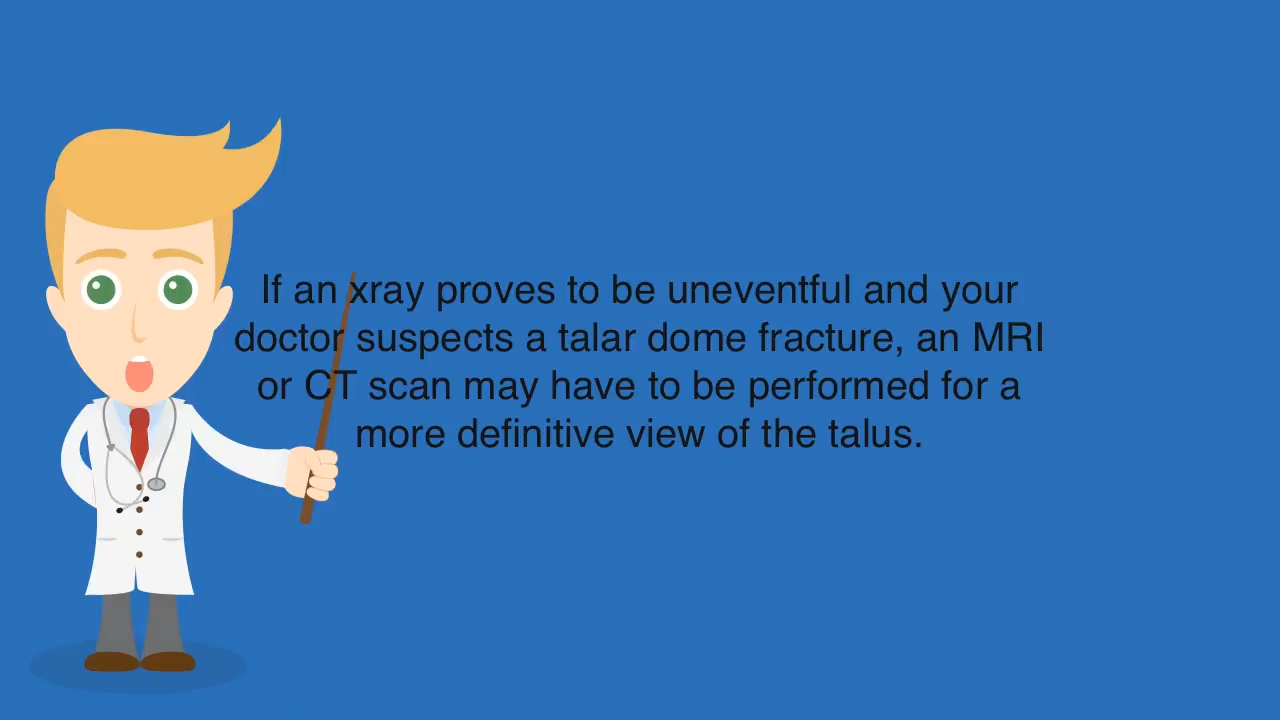 If an xray proves to be uneventful and your
doctor suspects a talar dome fracture, an MRI
or CT scan may have to be performed for a
more definitive view of the talus.